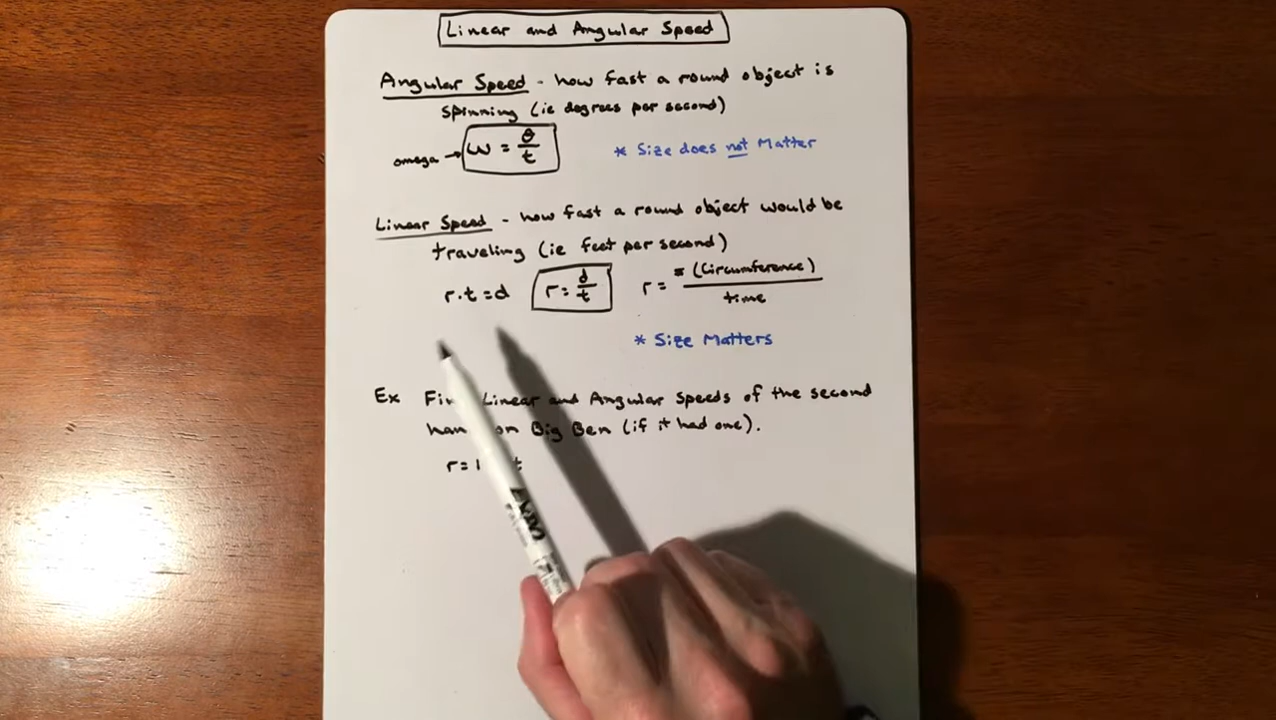 Linear and Angular Speed
Angular Speed - how fast a round object is
spinning (ie degrees per second)
omega → ω = θ/t * Size does not Matter
Linear Speed - how fast a round object would be
traveling (ie feet per second)
r·t = d r = d/t r = (Circumference)/time
* Size Matters
Ex Linear and Angular Speeds of the second
on Big Ben (if it had one).
r=